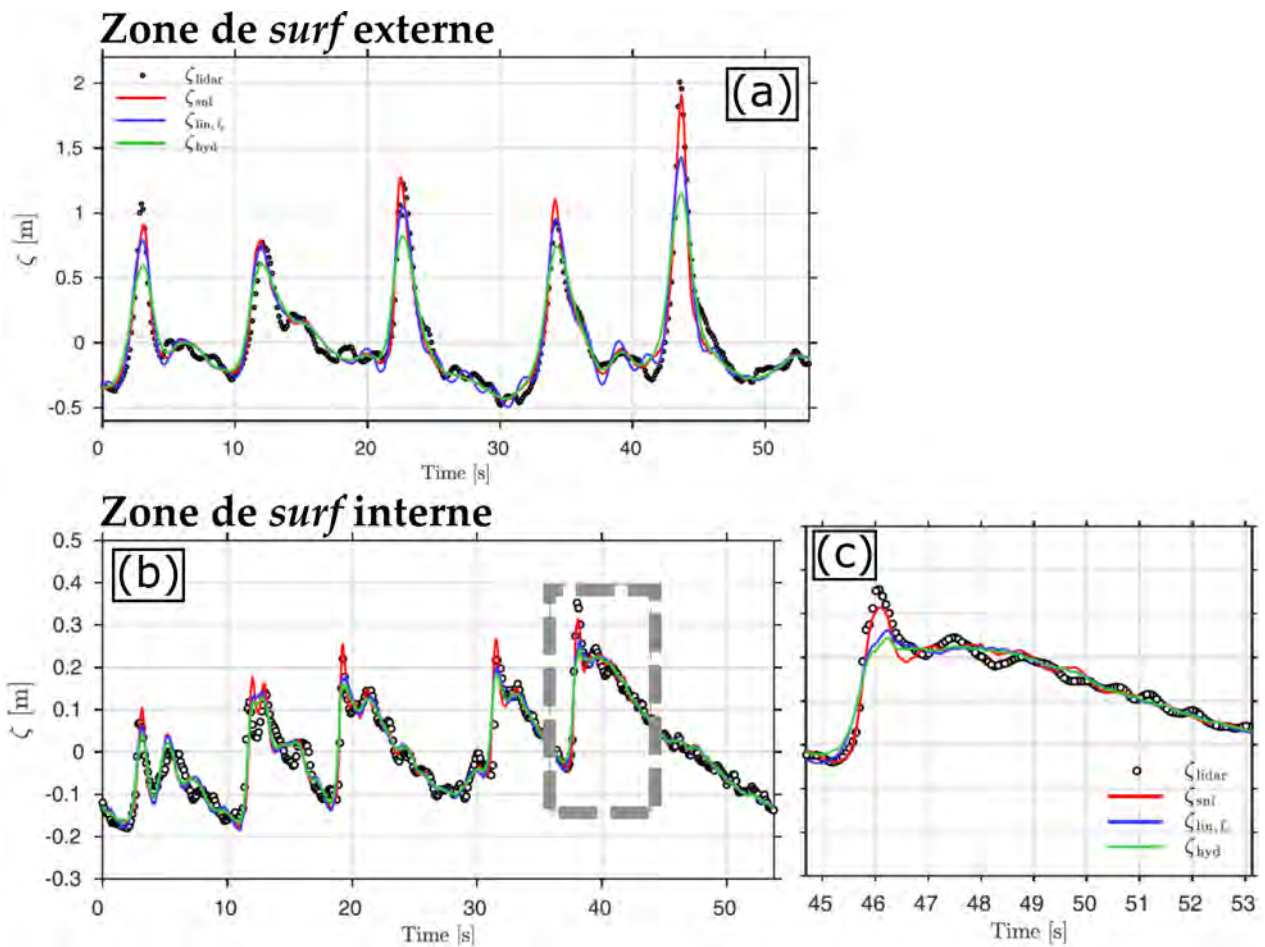 Zone de surf externe
(a)
ζlidar
ζsnl
ζlin, fc
ζhyd
2
1.5
1
0.5
0
-0.5
ζ [m]
0 10 20 30 40 50
Time [s]
Zone de surf interne
(b)
0.5
0.4
0.3
0.2
0.1
0
-0.1
-0.2
-0.3
ζ [m]
0 10 20 30 40 50
Time [s]
(c)
ζlidar
ζsnl
ζlin, fc
ζhyd
45 46 47 48 49 50 51 52 53
Time [s]